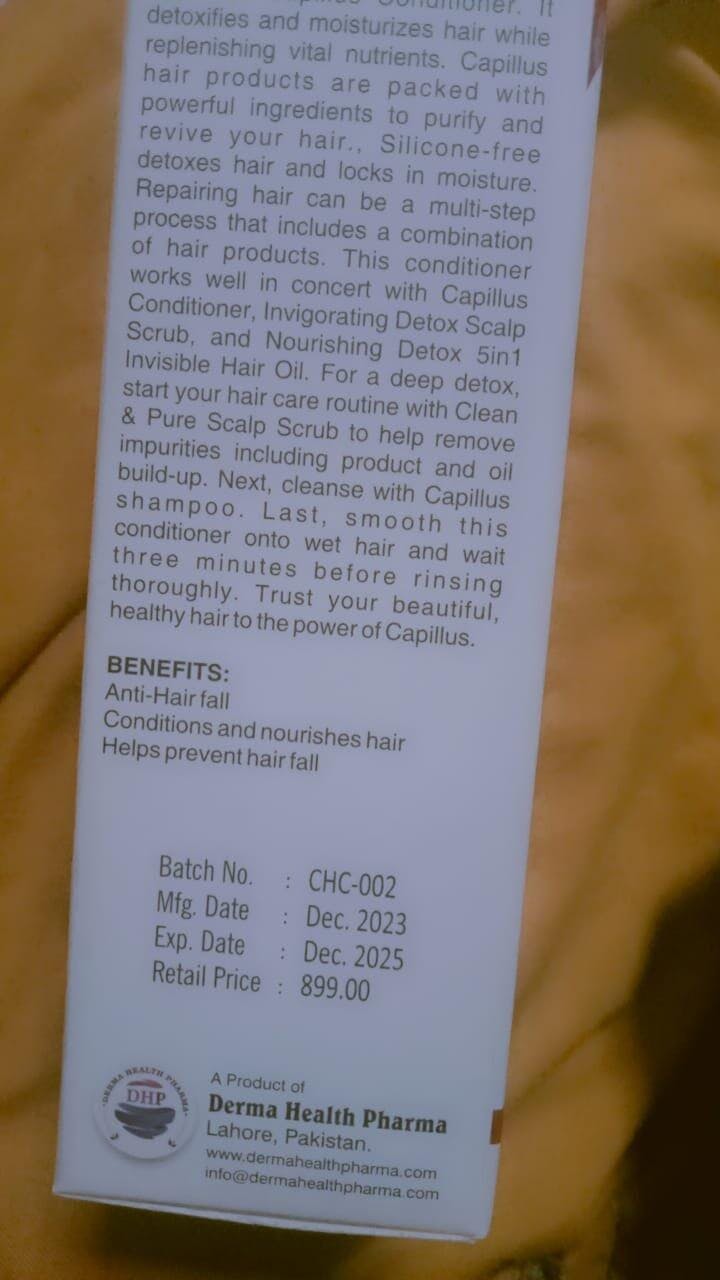 Conditioner. It
detoxifies and moisturizes hair while
replenishing vital nutrients. Capillus
hair products are packed with
powerful ingredients to purify and
revive your hair., Silicone-free
detoxes hair and locks in moisture.
Repairing hair can be a multi-step
process that includes a combination
of hair products. This conditioner
works well in concert with Capillus
Conditioner, Invigorating Detox Scalp
Scrub, and Nourishing Detox 5in1
Invisible Hair Oil. For a deep detox,
start your hair care routine with Clean
& Pure Scalp Scrub to help remove
impurities including product and oil
build-up. Next, cleanse with Capillus
shampoo. Last, smooth this
conditioner onto wet hair and wait
three minutes before rinsing
thoroughly. Trust your beautiful,
healthy hair to the power of Capillus.
BENEFITS:
Anti-Hair fall
Conditions and nourishes hair
Helps prevent hair fall
Batch No. : CHC-002
Mfg. Date : Dec. 2023
Exp. Date : Dec. 2025
Retail Price : 899.00
DERMA HEALTH PHARMA
DHP
A Product of
Derma Health Pharma
Lahore, Pakistan.
www.dermahealthpharma.com
info@dermahealthpharma.com